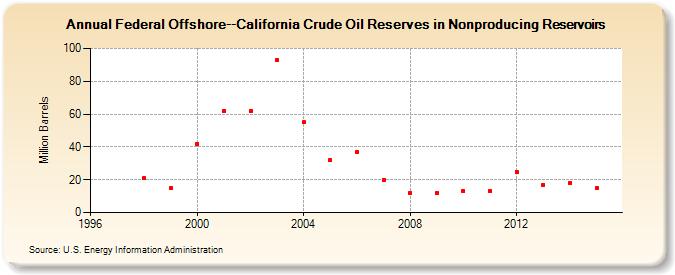 Annual Federal Offshore--California Crude Oil Reserves in Nonproducing Reservoirs
Million Barrels
100
80
60
40
20
0
1996 2000 2004 2008 2012
Source: U.S. Energy Information Administration